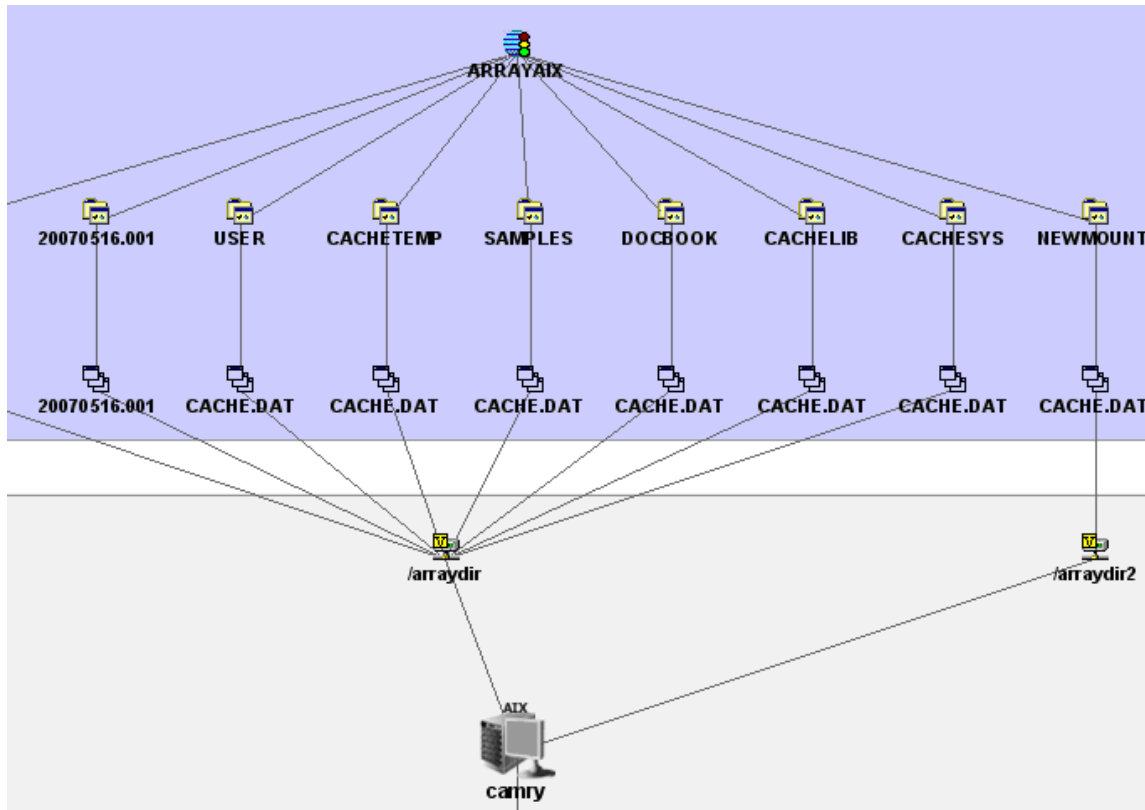 ARRAYAIX
20070516.001 USER CACHETEMP SAMPLES DOCBOOK CACHELIB CACHESYS NEWMOUNT
20070516.001 CACHE.DAT CACHE.DAT CACHE.DAT CACHE.DAT CACHE.DAT CACHE.DAT CACHE.DAT
/arraydir /arraydir2
AIX
camry